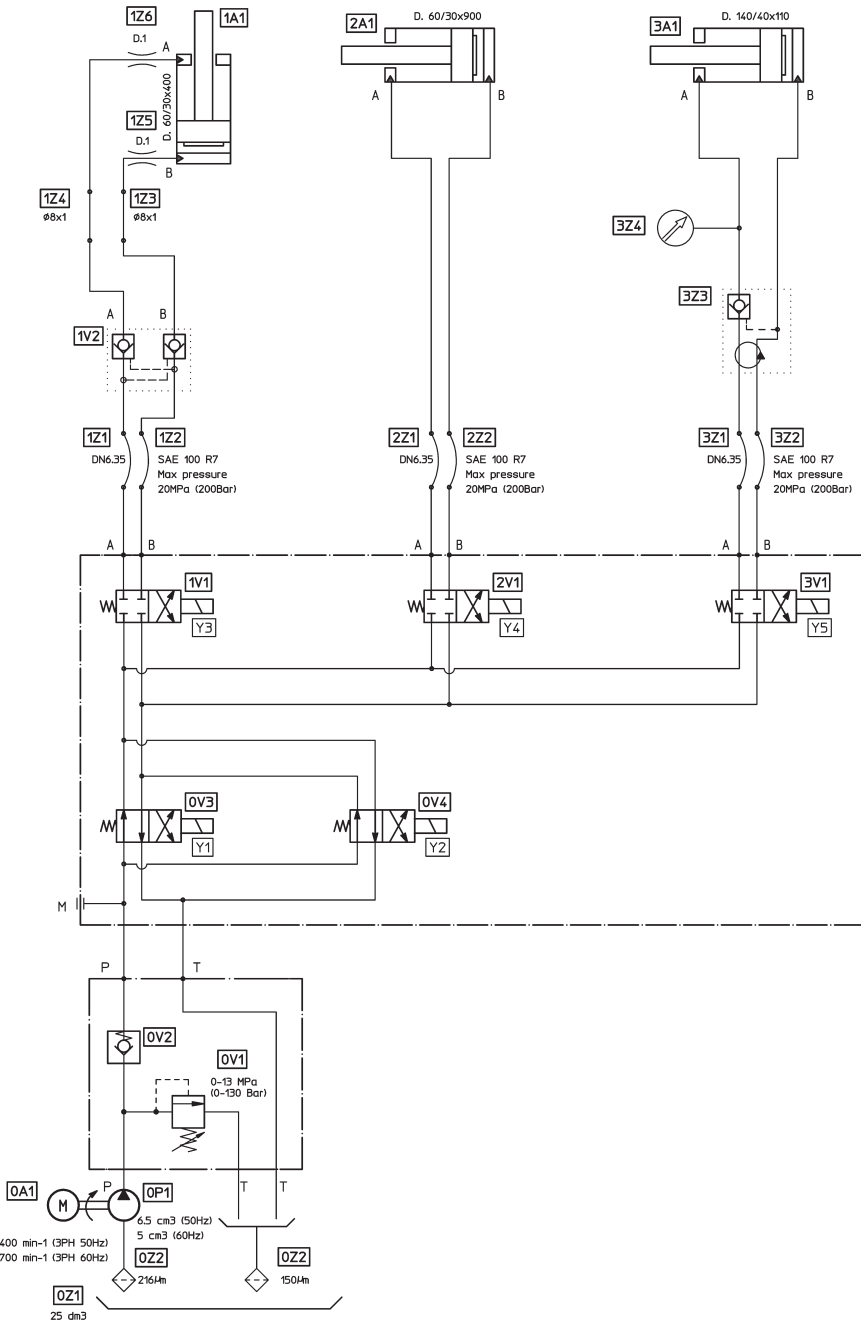 1Z6
1A1
D.1
A
D. 60/30x400
1Z5
D.1
B
2A1
D. 60/30x900
A
B
3A1
D. 140/40x110
A
B
1Z4
ø8x1
1Z3
ø8x1
3Z4
3Z3
A
B
1V2
1Z1
DN6.35
1Z2
SAE 100 R7
Max pressure
20MPa (200Bar)
2Z1
DN6.35
2Z2
SAE 100 R7
Max pressure
20MPa (200Bar)
3Z1
DN6.35
3Z2
SAE 100 R7
Max pressure
20MPa (200Bar)
A
B
A
B
A
B
1V1
Y3
2V1
Y4
3V1
Y5
0V3
Y1
0V4
Y2
M
P
T
0V2
0V1
0-13 MPa
(0-130 Bar)
0A1
M
P
0P1
T
T
6.5 cm3 (50Hz)
5 cm3 (60Hz)
400 min-1 (3PH 50Hz)
700 min-1 (3PH 60Hz)
0Z2
216µm
0Z2
150µm
0Z1
25 dm3